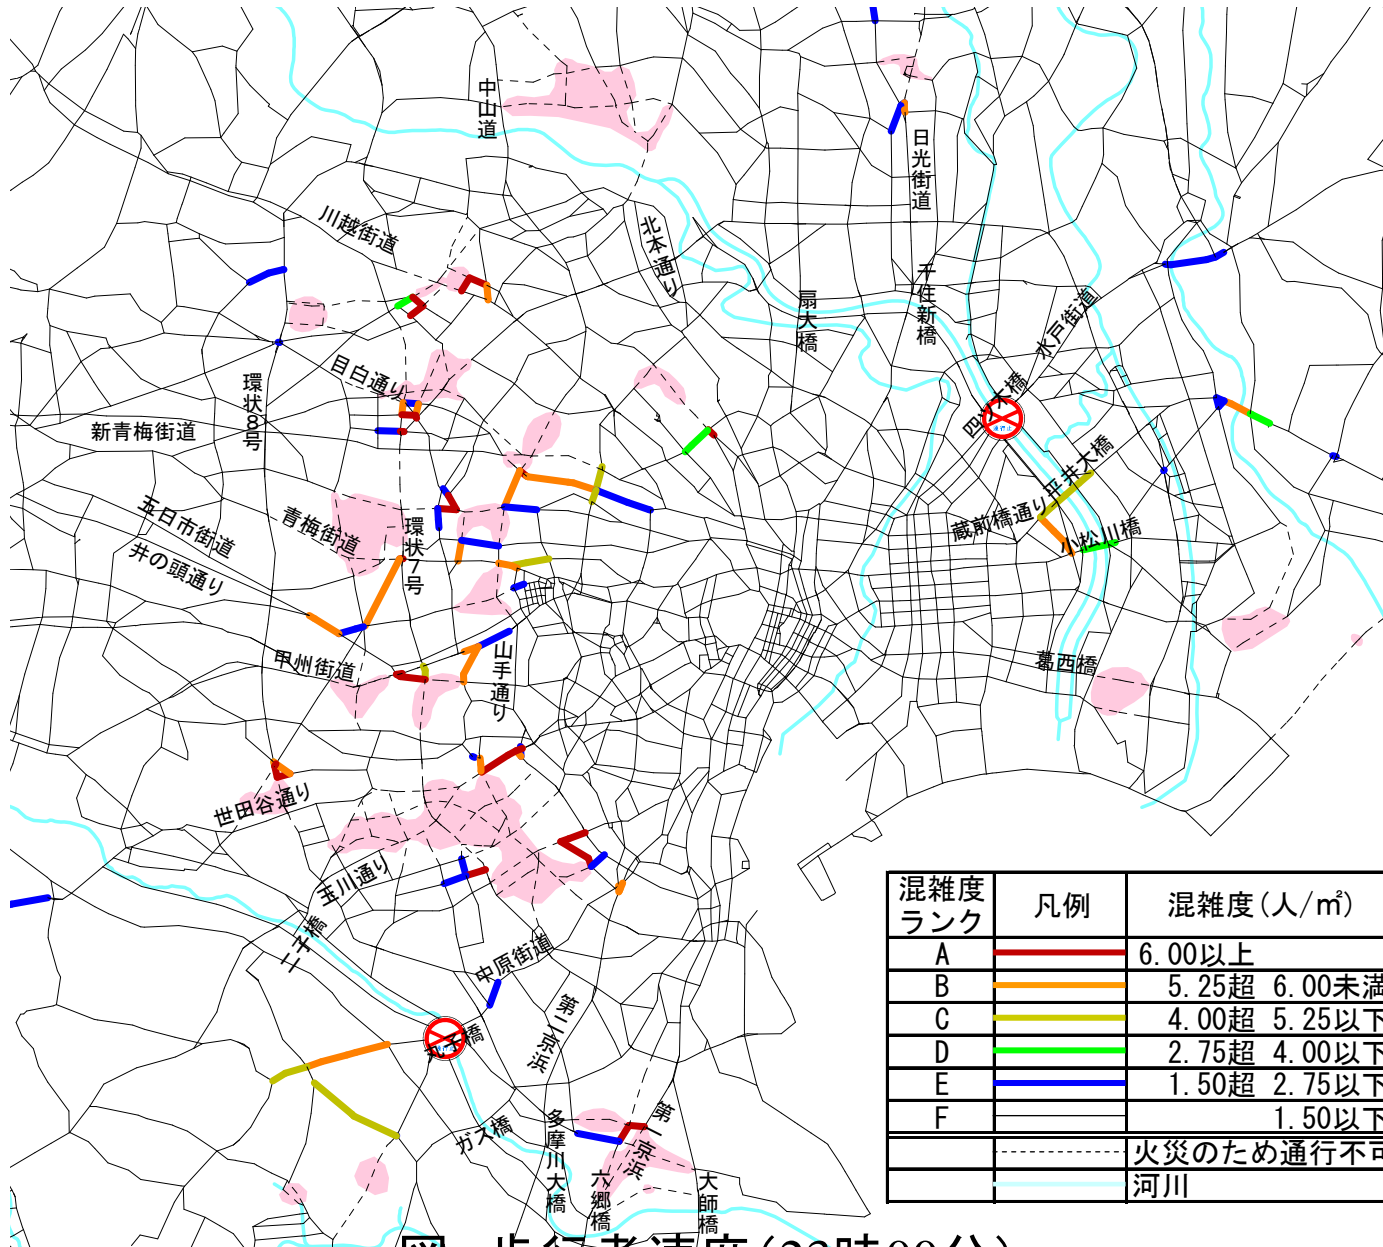 中山道
日光街道
川越街道
北本通り
千住新橋
扇大橋
水戸街道
目白通り
環状8号
四ツ木橋
新青梅街道
平井大橋
五日市街道
青梅街道
環状7号
蔵前橋通り
小松川橋
井の頭通り
甲州街道
山手通り
葛西橋
世田谷通り
玉川通り
二子橋
中原街道
第二京浜
丸子橋
ガス橋
多摩川大橋
六郷橋
第一京浜
大師橋
混雑度ランク 凡例 混雑度(人/㎡)
A 6.00以上
B 5.25超 6.00未満
C 4.00超 5.25以下
D 2.75超 4.00以下
E 1.50超 2.75以下
F 1.50以下
火災のため通行不可
河川